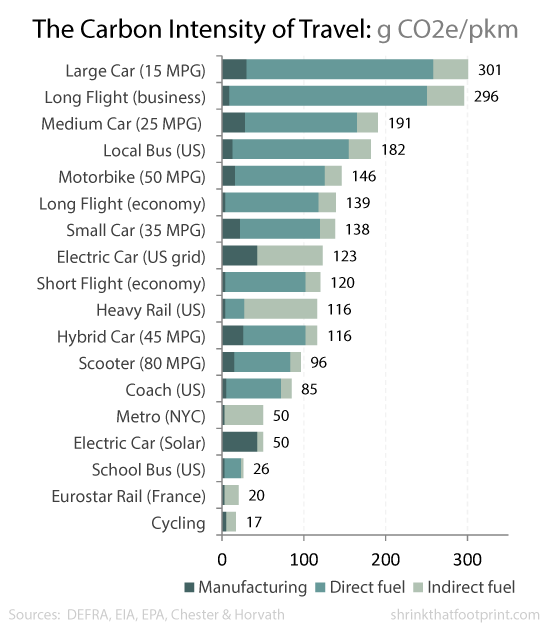 The Carbon Intensity of Travel: g CO2e/pkm
Large Car (15 MPG) 301
Long Flight (business) 296
Medium Car (25 MPG) 191
Local Bus (US) 182
Motorbike (50 MPG) 146
Long Flight (economy) 139
Small Car (35 MPG) 138
Electric Car (US grid) 123
Short Flight (economy) 120
Heavy Rail (US) 116
Hybrid Car (45 MPG) 116
Scooter (80 MPG) 96
Coach (US) 85
Metro (NYC) 50
Electric Car (Solar) 50
School Bus (US) 26
Eurostar Rail (France) 20
Cycling 17
0 100 200 300
Manufacturing Direct fuel Indirect fuel
Sources: DEFRA, EIA, EPA, Chester & Horvath shrinkthatfootprint.com